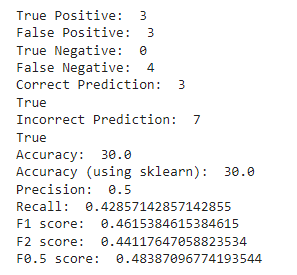 True Positive:  3
False Positive:  3
True Negative:  0
False Negative:  4
Correct Prediction:  3
True
Incorrect Prediction:  7
True
Accuracy:  30.0
Accuracy (using sklearn):  30.0
Precision:  0.5
Recall:  0.42857142857142855
F1 score:  0.4615384615384615
F2 score:  0.44117647058823534
F0.5 score:  0.48387096774193544